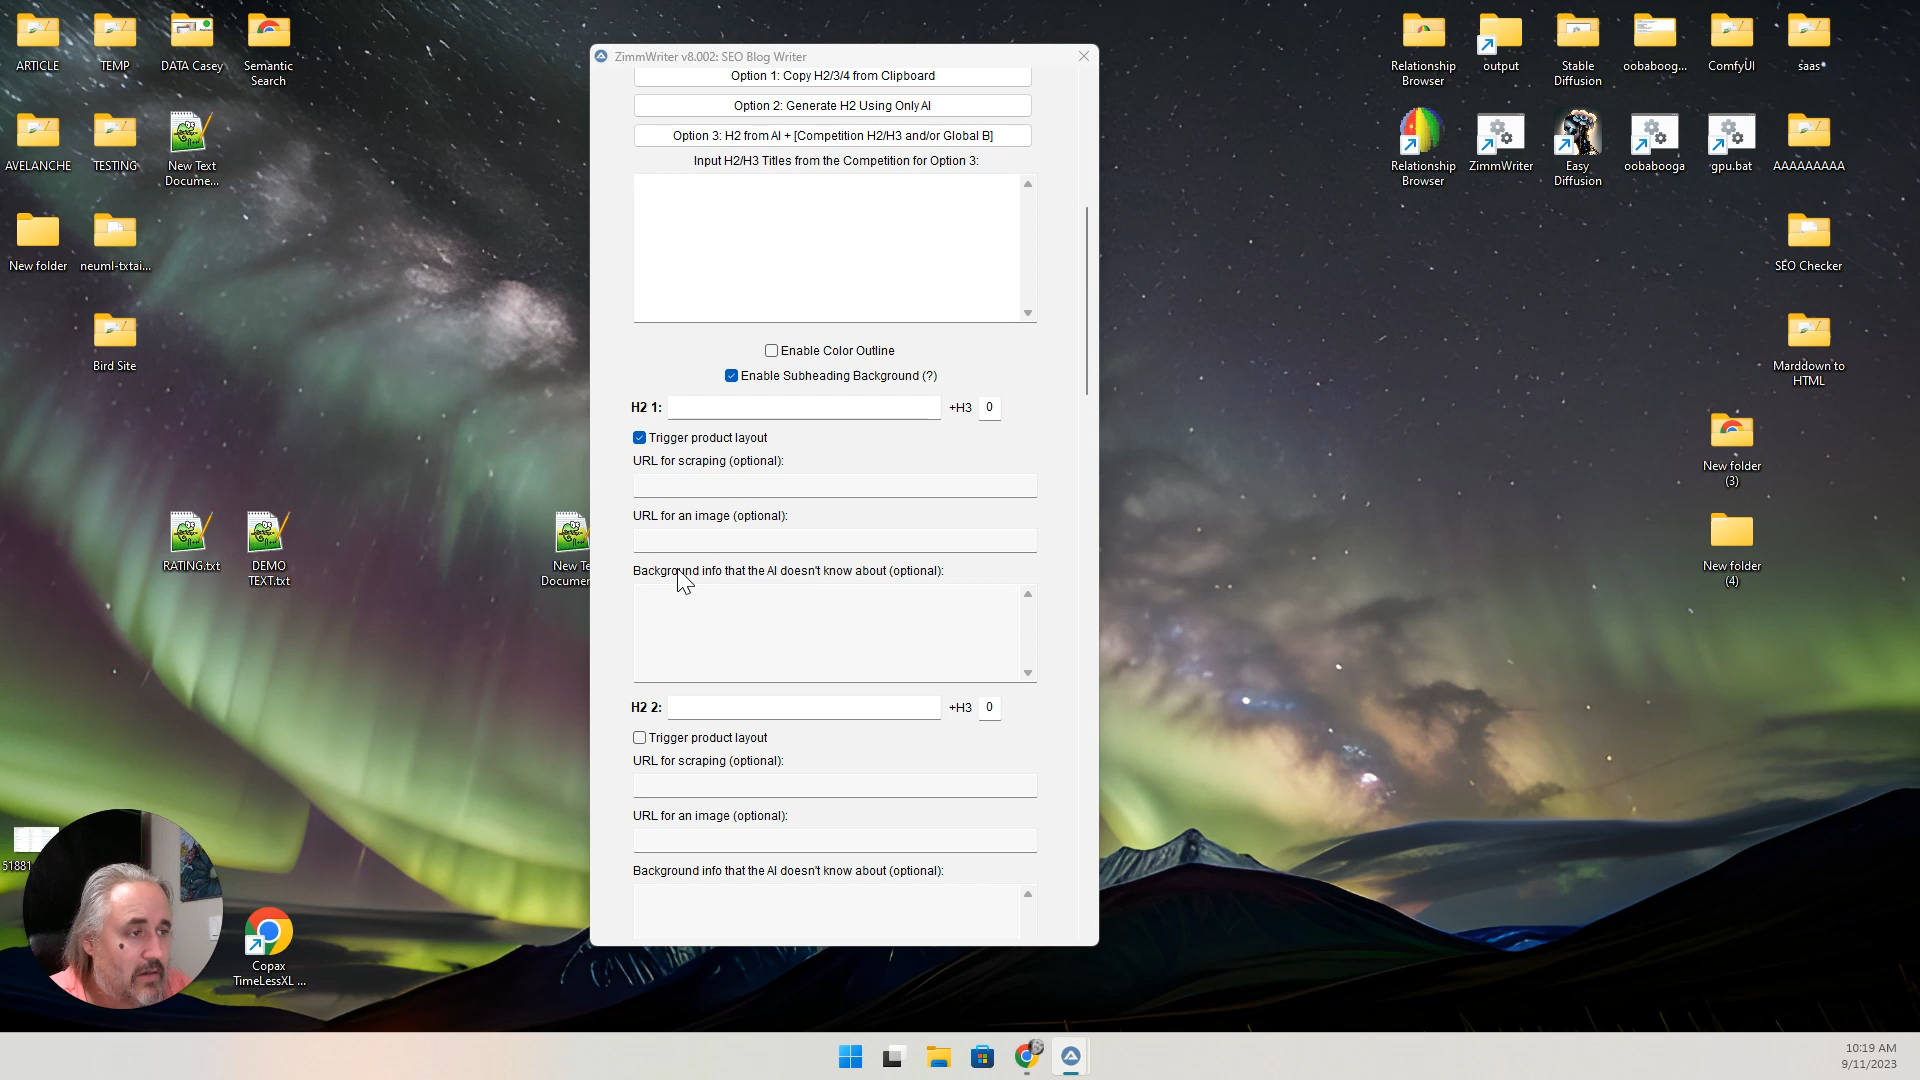 ARTICLE
TEMP
DATA Casey
Semantic
Search
AVELANCHE
TESTING
New Text
Docume...
New folder
neuml-txtai...
Bird Site
RATING.txt
DEMO
TEXT.txt
New Te
Documen
51881
Copax
TimeLessXL ...
ZimmWriter v8.002: SEO Blog Writer
Option 1: Copy H2/3/4 from Clipboard
Option 2: Generate H2 Using Only AI
Option 3: H2 from AI + [Competition H2/H3 and/or Global B]
Input H2/H3 Titles from the Competition for Option 3:
Enable Color Outline
Enable Subheading Background (?)
H2 1:
+H3 0
Trigger product layout
URL for scraping (optional):
URL for an image (optional):
Background info that the AI doesn't know about (optional):
H2 2:
+H3 0
Trigger product layout
URL for scraping (optional):
URL for an image (optional):
Background info that the AI doesn't know about (optional):
Relationship
Browser
output
Stable
Diffusion
oobaboog...
ComfyUI
saas
Relationship
Browser
ZimmWriter
Easy
Diffusion
oobabooga
gpu.bat
AAAAAAAAA
SEO Checker
Marddown to
HTML
New folder
(3)
New folder
(4)
10:19 AM
9/11/2023